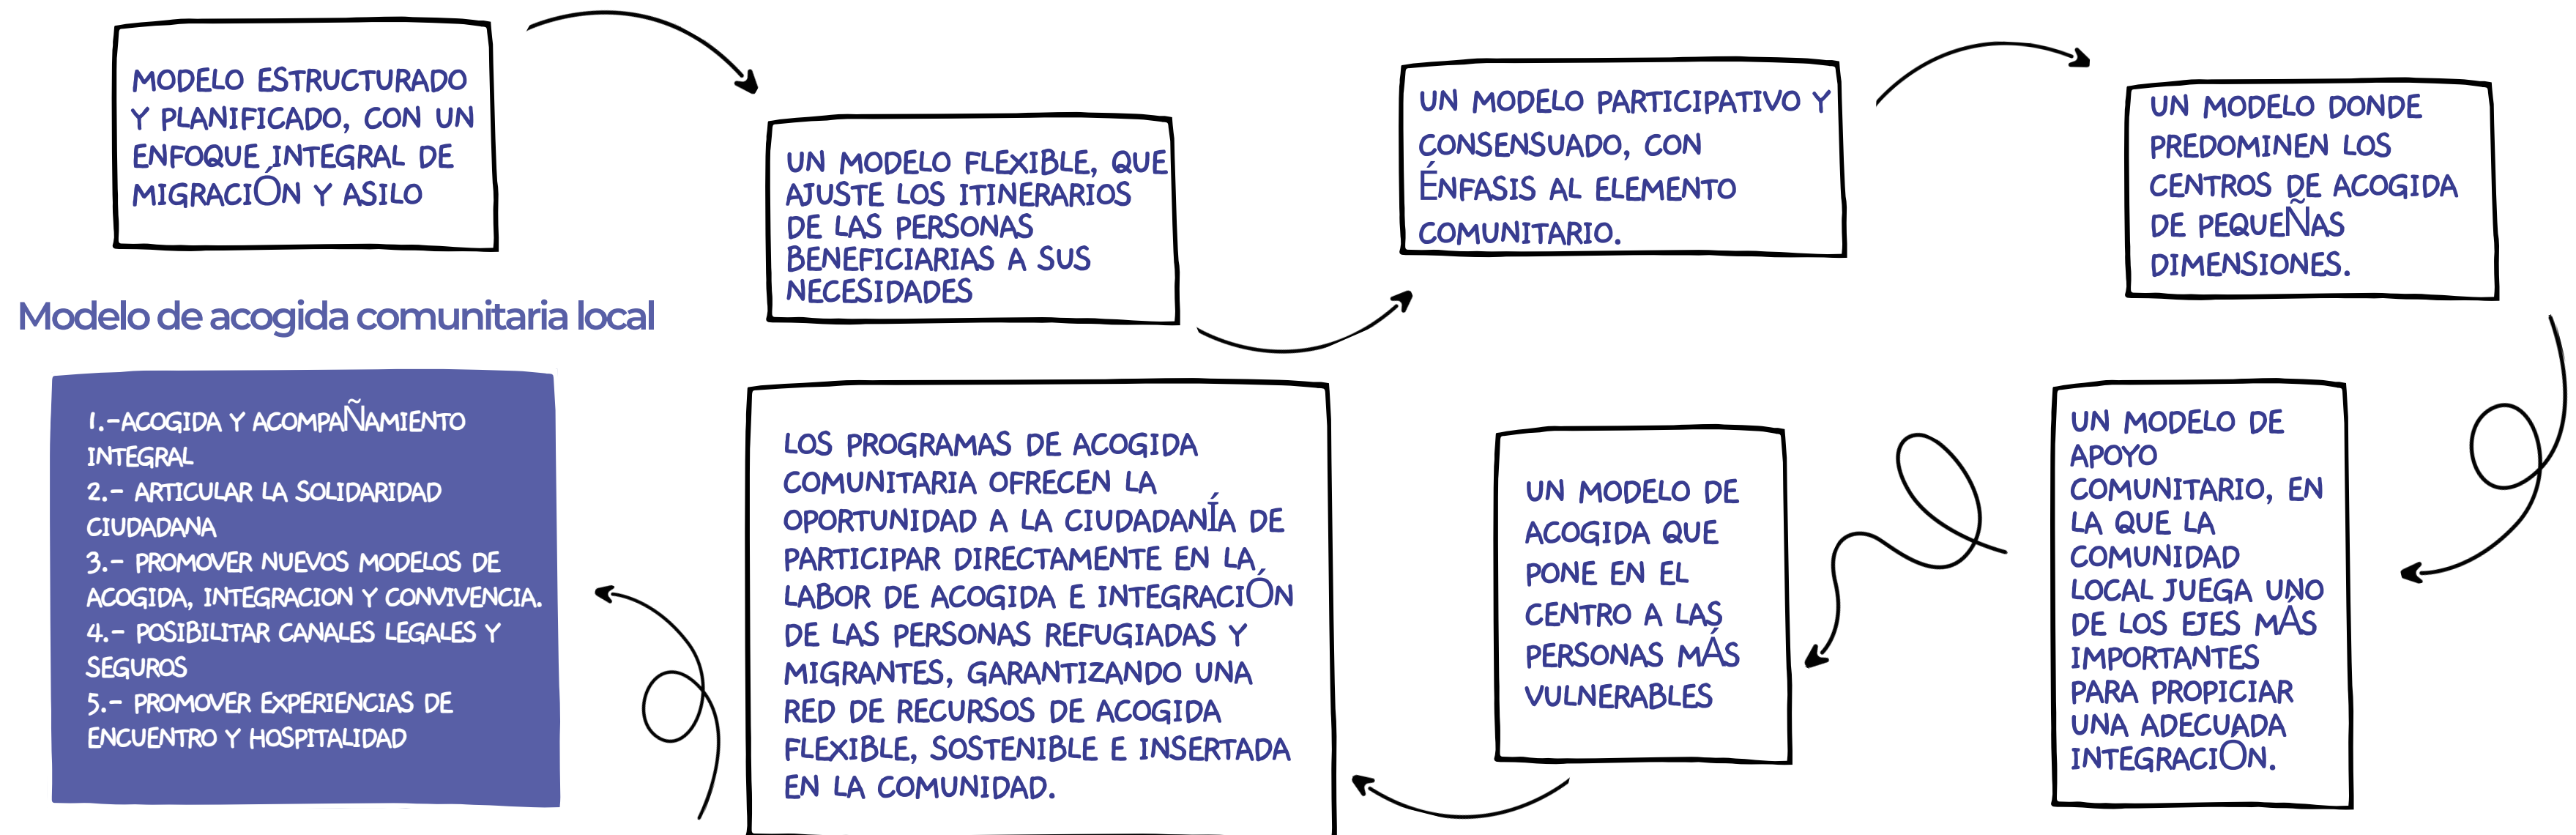 MODELO ESTRUCTURADO
Y PLANIFICADO, CON UN
ENFOQUE INTEGRAL DE
MIGRACIÓN Y ASILO
UN MODELO FLEXIBLE, QUE
AJUSTE LOS ITINERARIOS
DE LAS PERSONAS
BENEFICIARIAS A SUS
NECESIDADES
UN MODELO PARTICIPATIVO Y
CONSENSUADO, CON
ÉNFASIS AL ELEMENTO
COMUNITARIO.
UN MODELO DONDE
PREDOMINEN LOS
CENTROS DE ACOGIDA
DE PEQUEÑAS
DIMENSIONES.
UN MODELO DE
APOYO
COMUNITARIO, EN
LA QUE LA
COMUNIDAD
LOCAL JUEGA UNO
DE LOS EJES MÁS
IMPORTANTES
PARA PROPICIAR
UNA ADECUADA
INTEGRACIÓN.
UN MODELO DE
ACOGIDA QUE
PONE EN EL
CENTRO A LAS
PERSONAS MÁS
VULNERABLES
LOS PROGRAMAS DE ACOGIDA
COMUNITARIA OFRECEN LA
OPORTUNIDAD A LA CIUDADANÍA DE
PARTICIPAR DIRECTAMENTE EN LA
LABOR DE ACOGIDA E INTEGRACIÓN
DE LAS PERSONAS REFUGIADAS Y
MIGRANTES, GARANTIZANDO UNA
RED DE RECURSOS DE ACOGIDA
FLEXIBLE, SOSTENIBLE E INSERTADA
EN LA COMUNIDAD.
Modelo de acogida comunitaria local
1.-ACOGIDA Y ACOMPAÑAMIENTO
INTEGRAL
2.- ARTICULAR LA SOLIDARIDAD
CIUDADANA
3.- PROMOVER NUEVOS MODELOS DE
ACOGIDA, INTEGRACION Y CONVIVENCIA.
4.- POSIBILITAR CANALES LEGALES Y
SEGUROS
5.- PROMOVER EXPERIENCIAS DE
ENCUENTRO Y HOSPITALIDAD